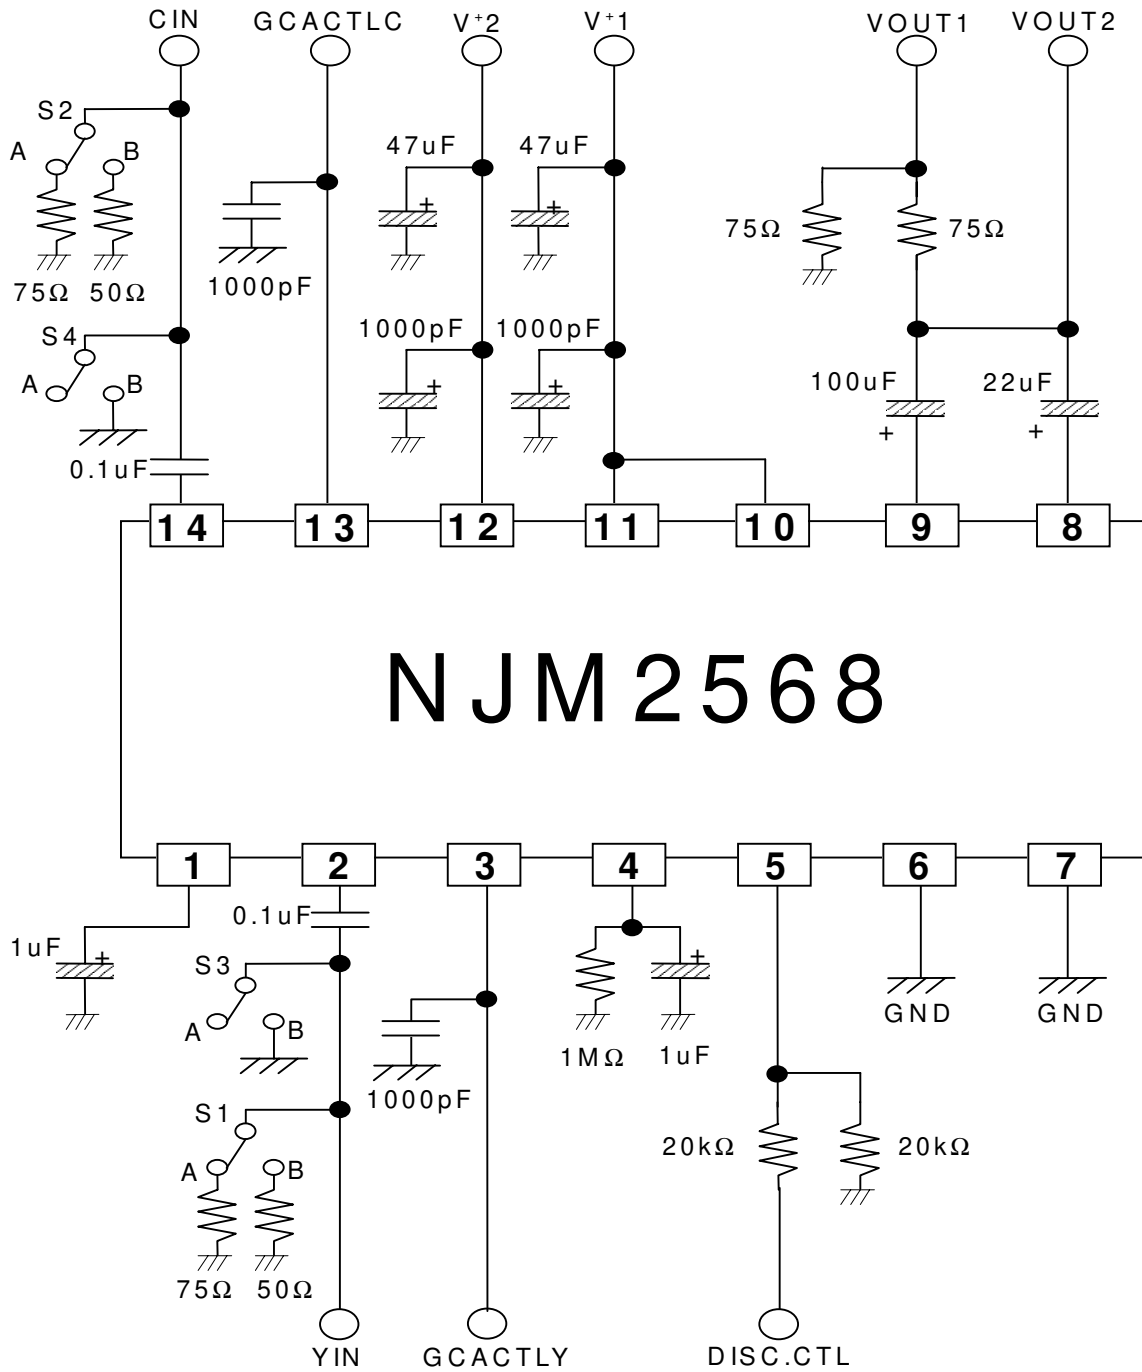 CIN GCACTLC V+2 V+1 VOUT1 VOUT2
S2
A B
47uF 47uF
75Ω 75Ω
75Ω 50Ω 1000pF
S4
A B
1000pF 1000pF
100uF 22uF
+ + + + + +
0.1uF
14 13 12 11 10 9 8
NJM2568
1 2 3 4 5 6 7
1uF +
0.1uF
S3
A B
+
1MΩ 1uF
GND GND
1000pF
S1
A B
20kΩ 20kΩ
75Ω 50Ω
YIN GCACTLY DISC.CTL